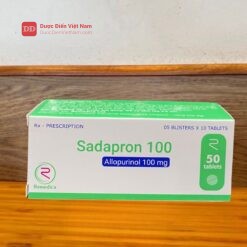 DD
Dược Điển Việt Nam
Rx - PRESCRIPTION
05 BLISTERS X 10 TABLETS
Sadapron 100
Allopurinol 100 mg
R
50
tablets
Remedica